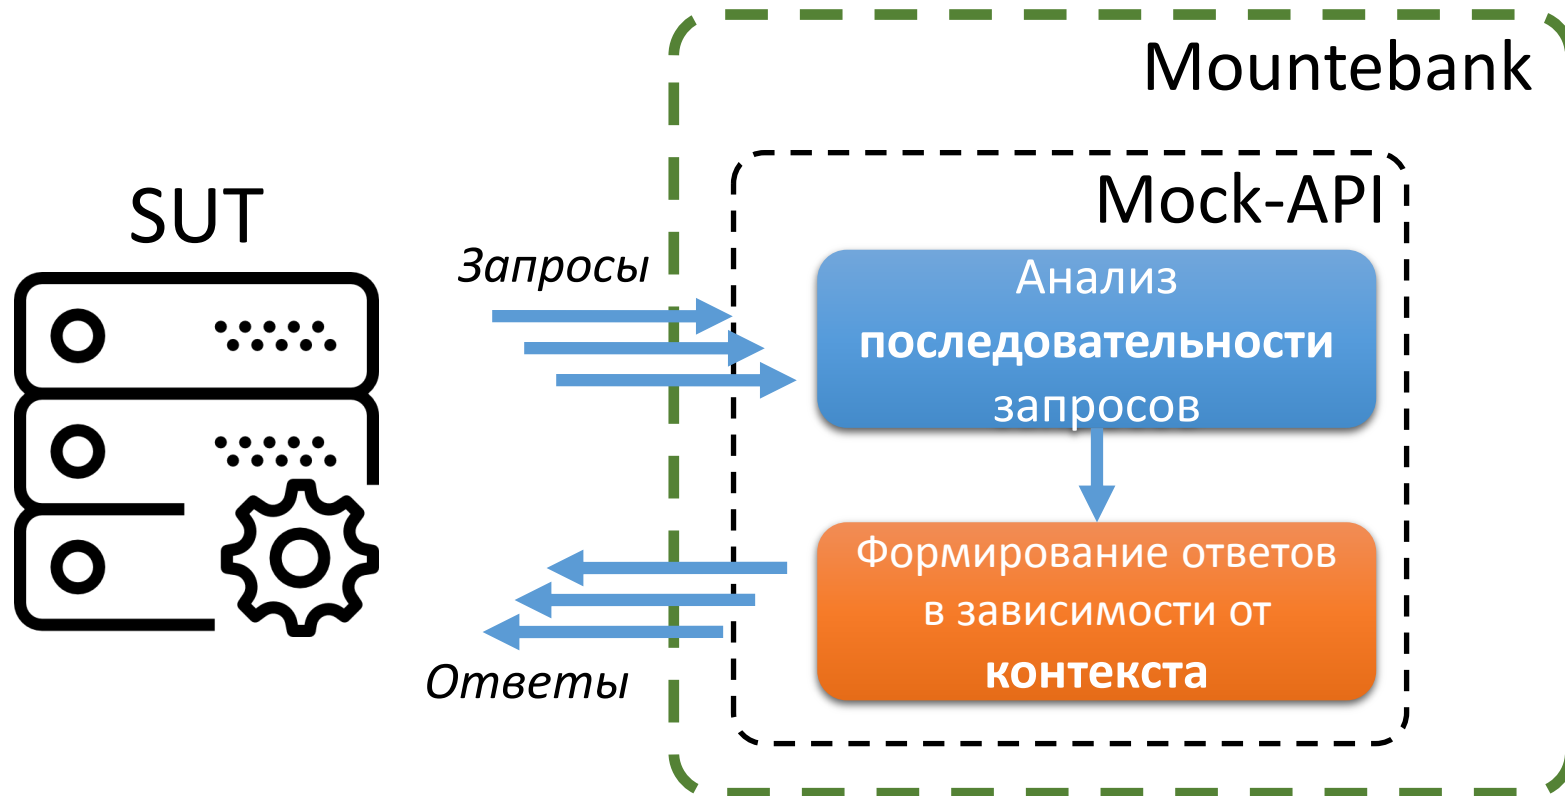 Mountebank
Mock-API
SUT
Запросы
Анализ
последовательности
запросов
Формирование ответов
в зависимости от
контекста
Ответы